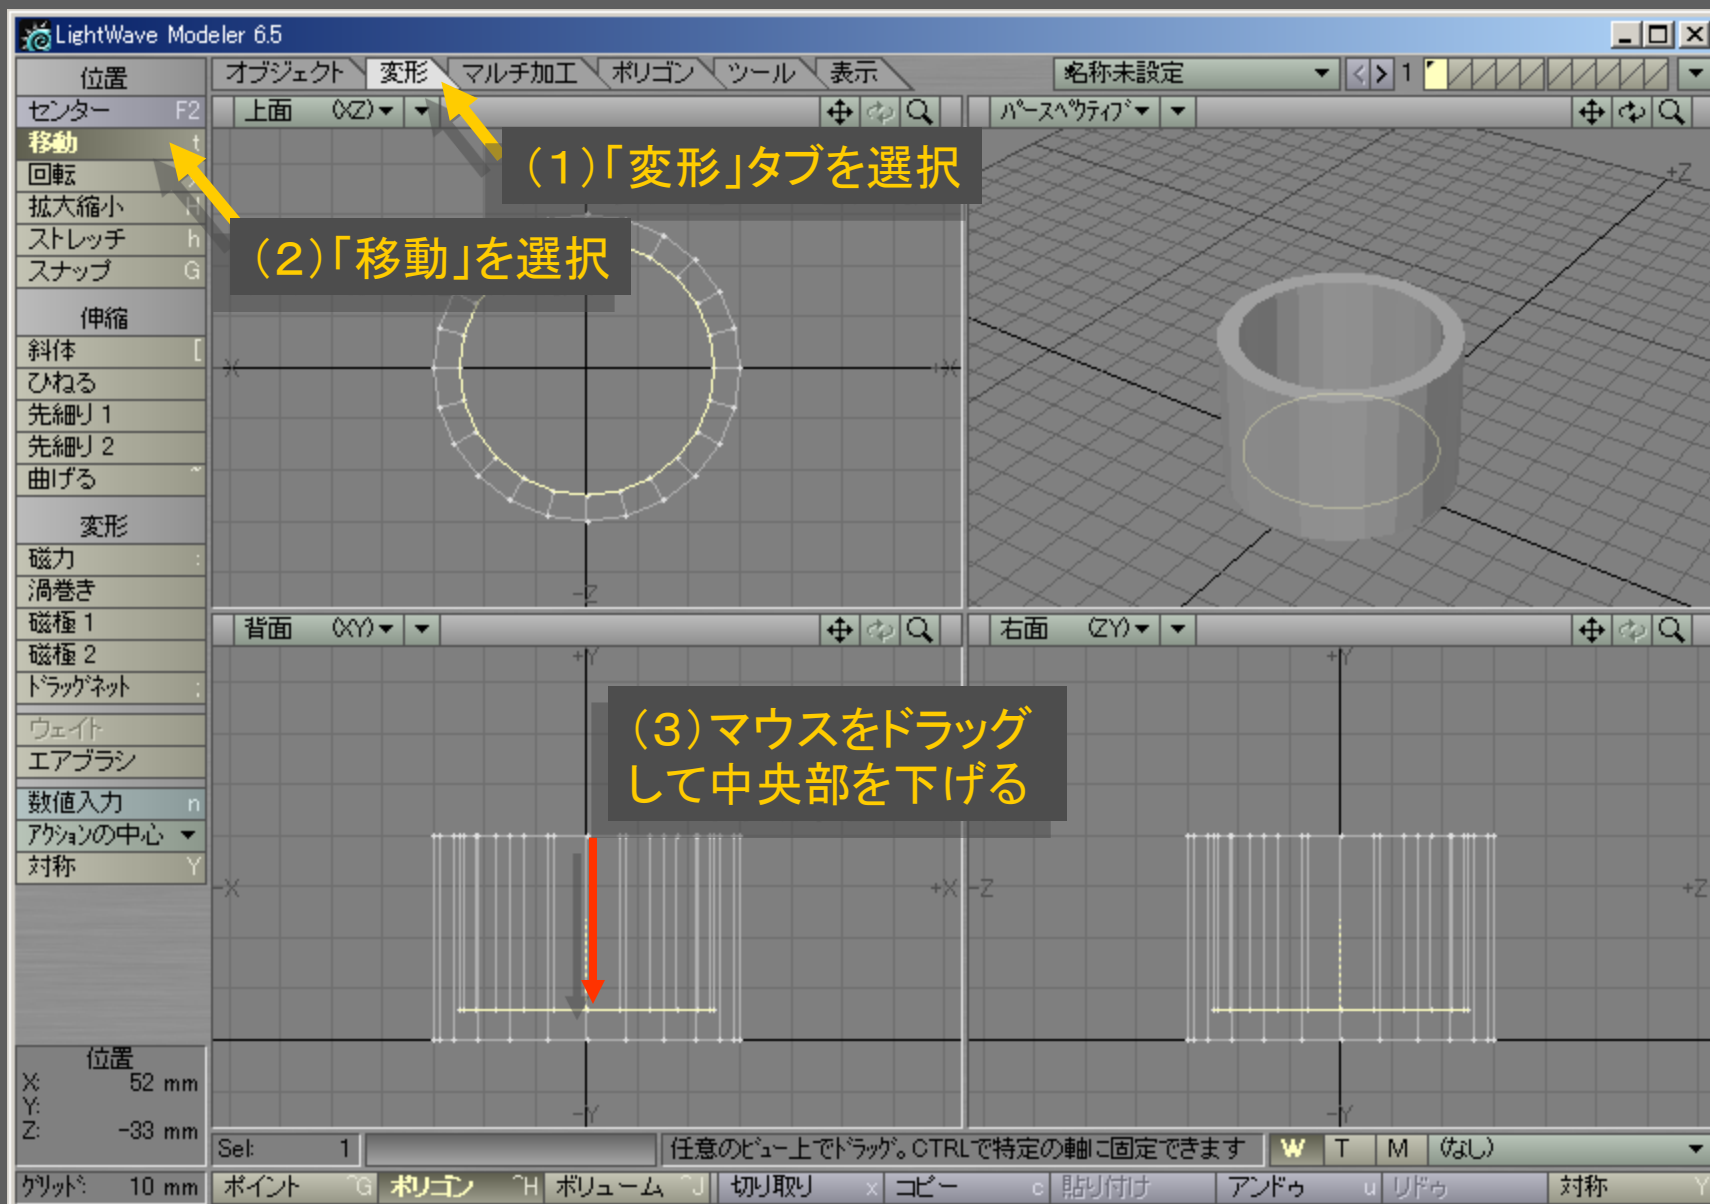 LightWave Modeler 6.5
位置
オブジェクト 変形 マルチ加工 ポリゴン ツール 表示
名称未設定
< > 1
センター F2
移動 t
回転
拡大縮小 H
ストレッチ h
スナップ G
伸縮
斜体 [
ひねる
先細り 1
先細り 2
曲げる ~
変形
磁力 :
渦巻き
磁極 1
磁極 2
ドラッグネット ;
ウェイト
エアブラシ
数値入力 n
アクションの中心
対称 Y
上面 (XZ)
パースペクティブ
(1)「変形」タブを選択
(2)「移動」を選択
-X
+X
-Z
+Z
背面 (XY)
右面 (ZY)
+Y
+Y
(3)マウスをドラッグ
して中央部を下げる
-X
+X
-Z
+Z
-Y
-Y
位置
X: 52 mm
Y:
Z: -33 mm
グリッド: 10 mm
Sel: 1
任意のビュー上でドラッグ。CTRLで特定の軸に固定できます
W T M (なし)
ポイント ^G ポリゴン ^H ボリューム ^J 切り取り x コピー c 貼り付け アンドゥ u リドゥ 対称 Y